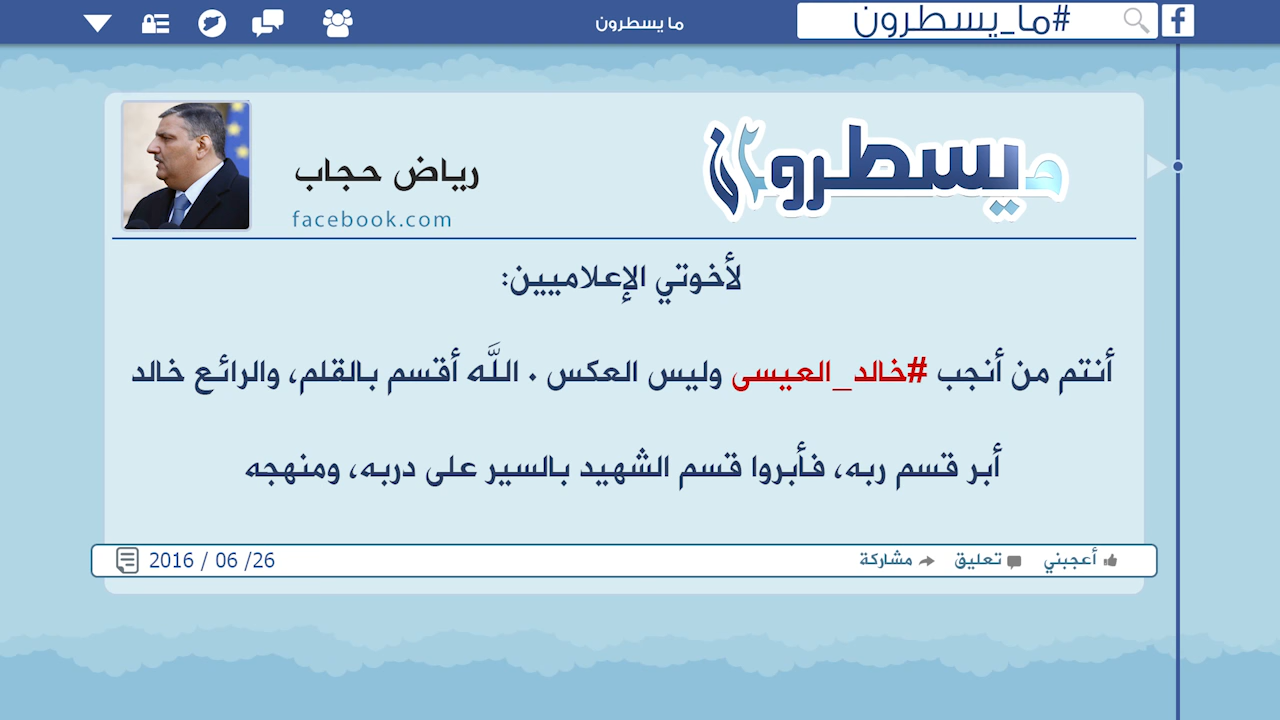 ما يسطرون
#ما_يسطرون
f
ما يسطرون
رياض حجاب
facebook.com
لأخوتي الإعلاميين:
أنتم من أنجب #خالد_العيسى وليس العكس . اللَّه أقسم بالقلم، والرائع خالد
أبر قسم ربه، فأبروا قسم الشهيد بالسير على دربه، ومنهجه
أعجبني تعليق مشاركة
2016 / 06 /26